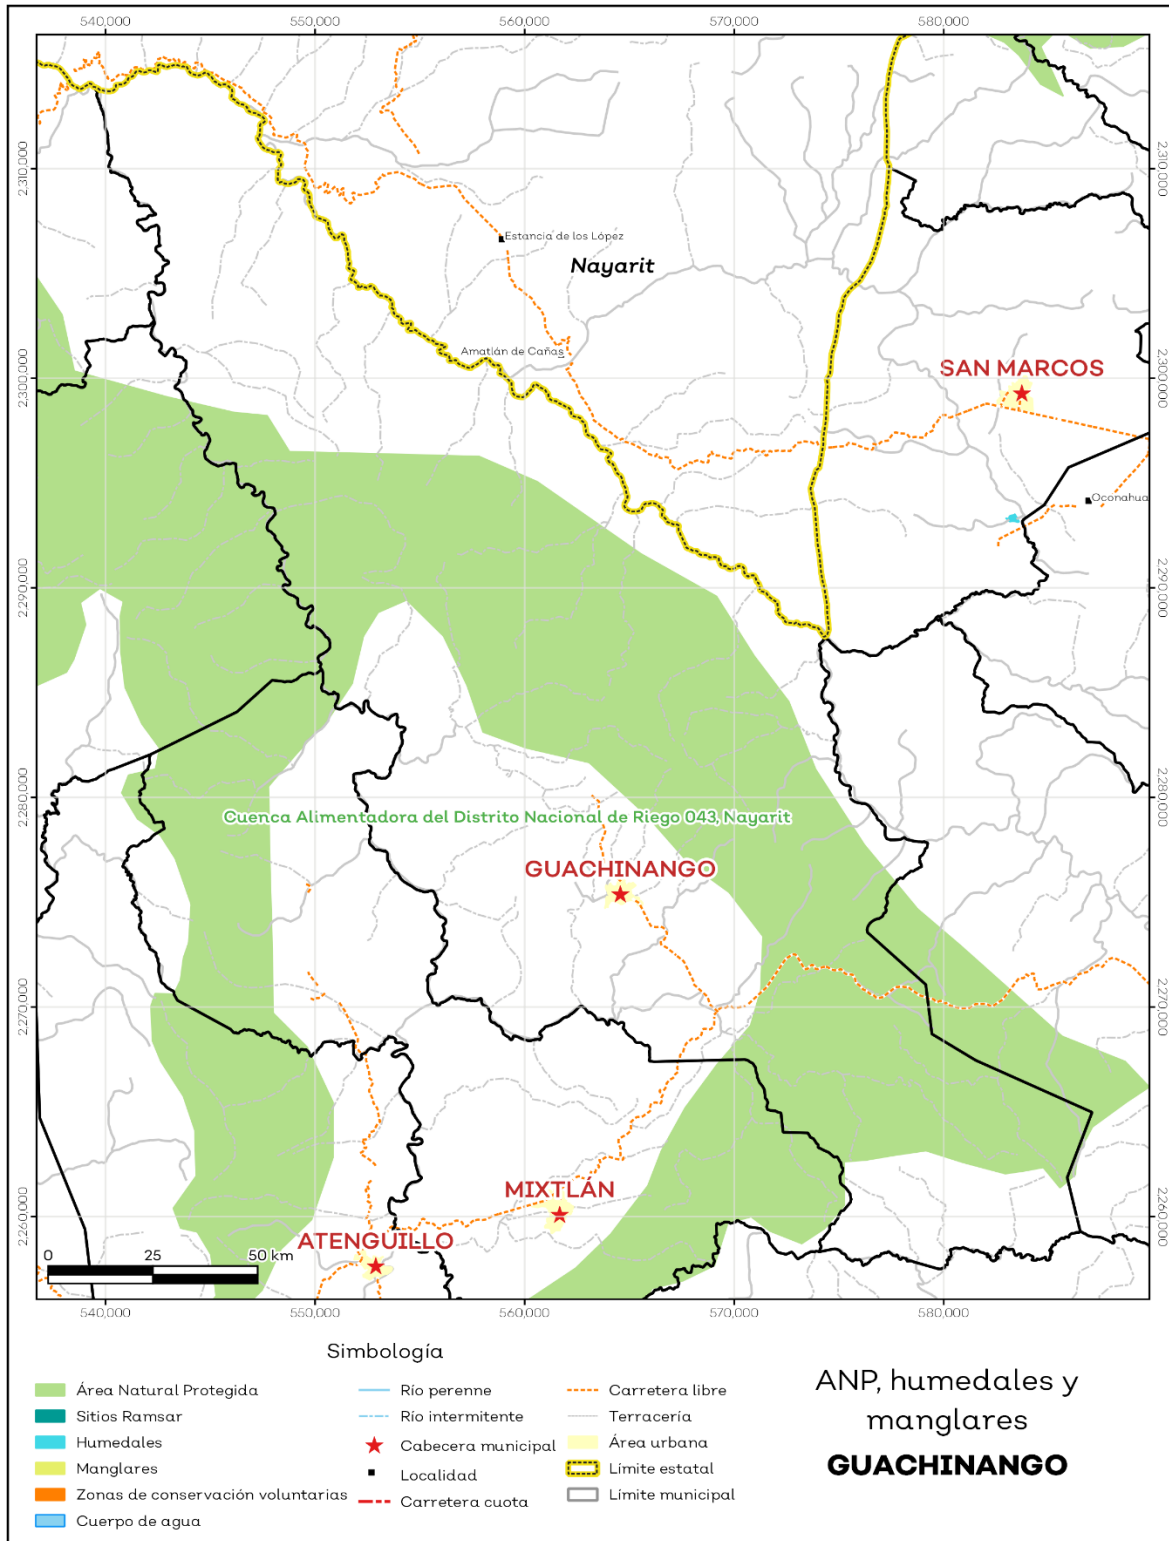 540,000 550,000 560,000 570,000 580,000
2310,000 2310,000
Estancia de los López
Nayarit
Amatlán de Cañas
2300,000 2300,000
SAN MARCOS
Oconahua
2290,000 2290,000
2280,000 2280,000
Cuenca Alimentadora del Distrito Nacional de Riego 043, Nayarit
GUACHINANGO
2270,000 2270,000
MIXTLÁN
2260,000 2260,000
ATENGUILLO
0 25 50 km
540,000 550,000 560,000 570,000 580,000
Simbología
Área Natural Protegida
Sitios Ramsar
Humedales
Manglares
Zonas de conservación voluntarias
Cuerpo de agua
Río perenne
Río intermitente
Cabecera municipal
Localidad
Carretera cuota
Carretera libre
Terracería
Área urbana
Límite estatal
Límite municipal
ANP, humedales y
manglares
GUACHINANGO